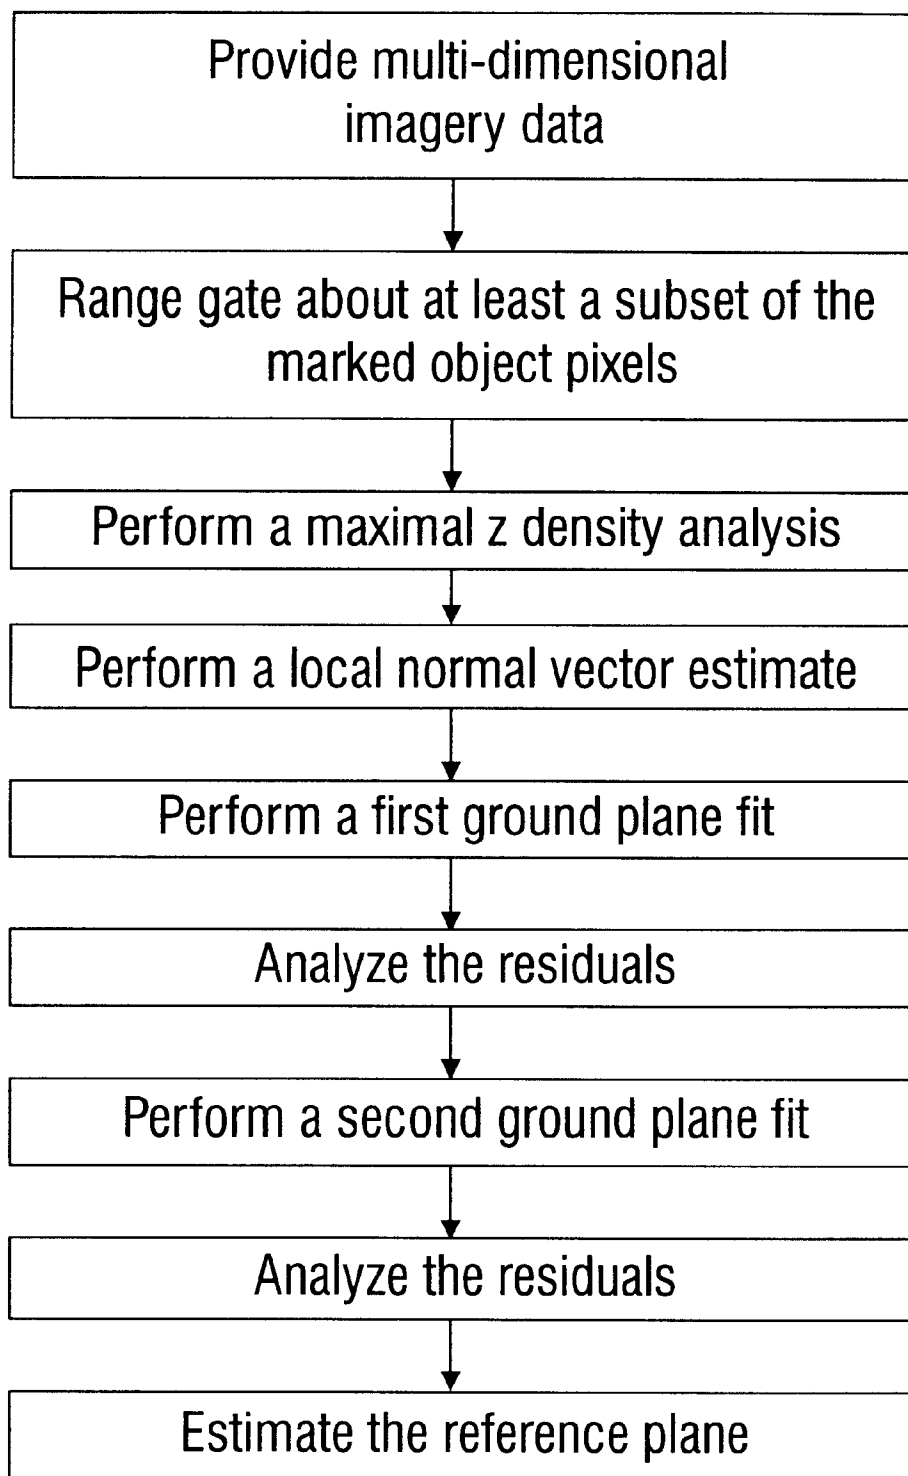 Provide multi-dimensional
imagery data
Range gate about at least a subset of the
marked object pixels
Perform a maximal z density analysis
Perform a local normal vector estimate
Perform a first ground plane fit
Analyze the residuals
Perform a second ground plane fit
Analyze the residuals
Estimate the reference plane